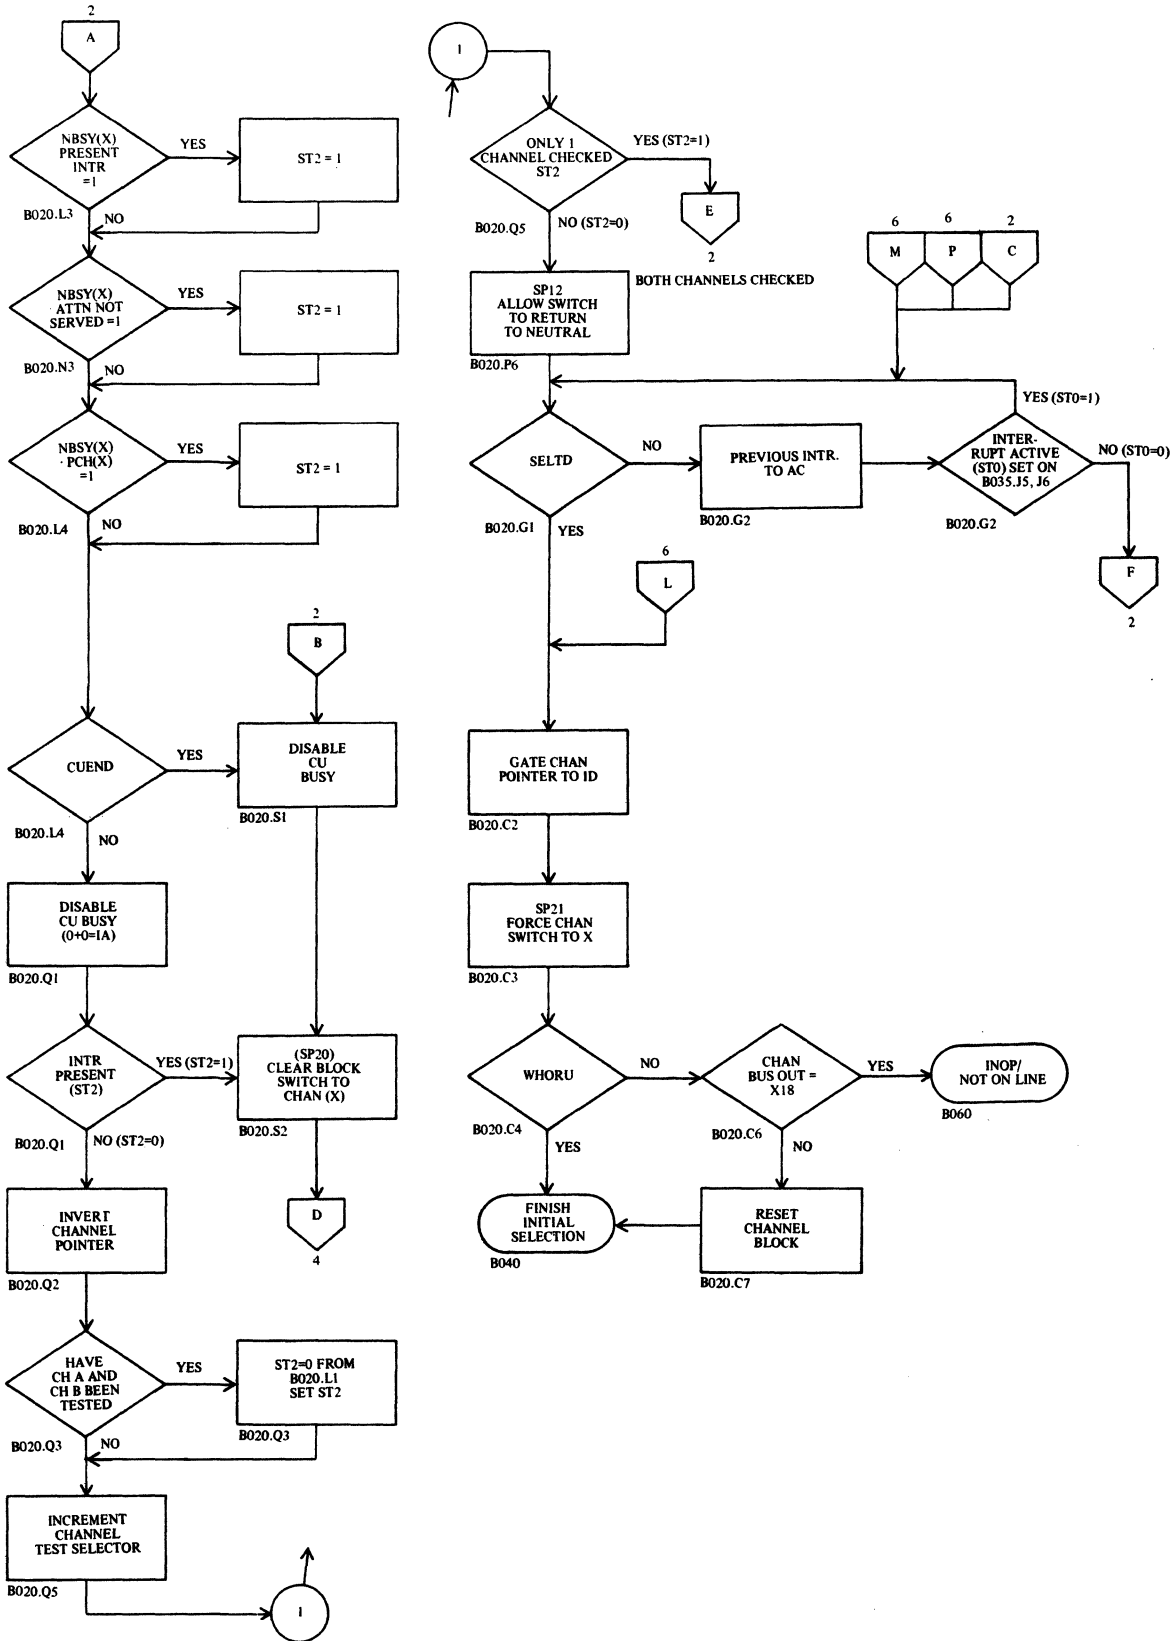 2
A
NBSY(X)
PRESENT
INTR
=1
YES
ST2 = 1
B020.L3
NO
NBSY(X)
ATTN NOT
SERVED =1
YES
ST2 = 1
B020.N3
NO
NBSY(X)
· PCH(X)
=1
YES
ST2 = 1
B020.L4
NO
2
B
CUEND
YES
DISABLE
CU
BUSY
B020.S1
B020.L4
NO
DISABLE
CU BUSY
(0+0=IA)
B020.Q1
INTR
PRESENT
(ST2)
YES (ST2=1)
(SP20)
CLEAR BLOCK
SWITCH TO
CHAN (X)
B020.S2
B020.Q1
NO (ST2=0)
D
4
INVERT
CHANNEL
POINTER
B020.Q2
HAVE
CH A AND
CH B BEEN
TESTED
YES
ST2=0 FROM
B020.L1
SET ST2
B020.Q3
B020.Q3
NO
INCREMENT
CHANNEL
TEST SELECTOR
B020.Q5
1
1
ONLY 1
CHANNEL CHECKED
ST2
YES (ST2=1)
E
2
B020.Q5
NO (ST2=0)
BOTH CHANNELS CHECKED
SP12
ALLOW SWITCH
TO RETURN
TO NEUTRAL
B020.P6
6
M
6
P
2
C
YES (ST0=1)
SELTD
NO
PREVIOUS INTR.
TO AC
B020.G2
INTER-
RUPT ACTIVE
(ST0) SET ON
B035.J5, J6
NO (ST0=0)
B020.G2
F
2
B020.G1
YES
6
L
GATE CHAN
POINTER TO ID
B020.C2
SP21
FORCE CHAN
SWITCH TO X
B020.C3
WHORU
NO
CHAN
BUS OUT =
X18
YES
INOP/
NOT ON LINE
B060
B020.C4
YES
B020.C6
NO
FINISH
INITIAL
SELECTION
B040
RESET
CHANNEL
BLOCK
B020.C7